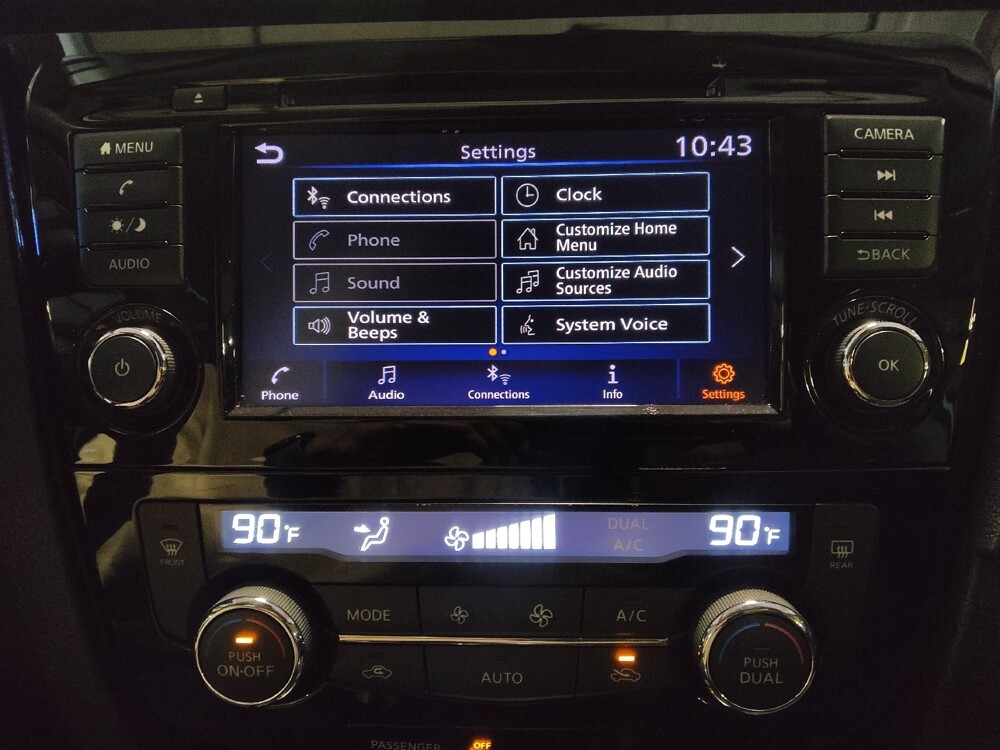 MENU
CAMERA
AUDIO
BACK
VOLUME
TUNE·SCROLL
OK
Settings
10:43
Connections
Clock
Phone
Customize Home
Menu
Sound
Customize Audio
Sources
Volume &
Beeps
System Voice
Phone
Audio
Connections
Info
Settings
90°F
DUAL
A/C
90°F
FRONT
REAR
MODE
A/C
PUSH
ON·OFF
AUTO
PUSH
DUAL
PASSENGER
OFF